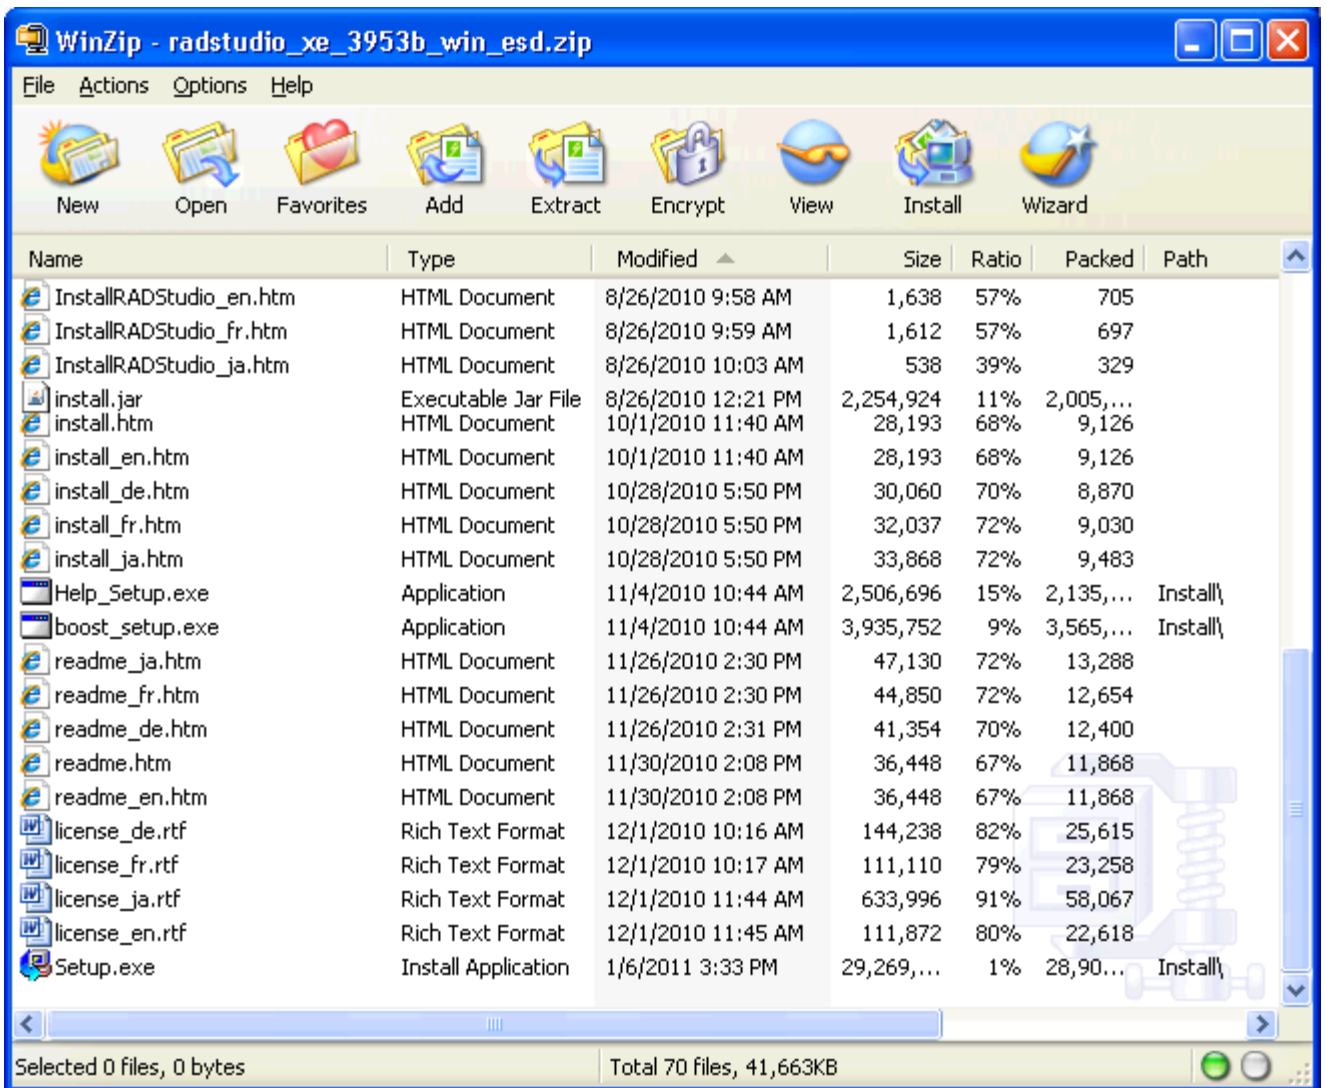 WinZip - radstudio_xe_3953b_win_esd.zip
File Actions Options Help
New Open Favorites Add Extract Encrypt View Install Wizard
Name Type Modified Size Ratio Packed Path
InstallRADStudio_en.htm HTML Document 8/26/2010 9:58 AM 1,638 57% 705
InstallRADStudio_fr.htm HTML Document 8/26/2010 9:59 AM 1,612 57% 697
InstallRADStudio_ja.htm HTML Document 8/26/2010 10:03 AM 538 39% 329
install.jar Executable Jar File 8/26/2010 12:21 PM 2,254,924 11% 2,005,...
install.htm HTML Document 10/1/2010 11:40 AM 28,193 68% 9,126
install_en.htm HTML Document 10/1/2010 11:40 AM 28,193 68% 9,126
install_de.htm HTML Document 10/28/2010 5:50 PM 30,060 70% 8,870
install_fr.htm HTML Document 10/28/2010 5:50 PM 32,037 72% 9,030
install_ja.htm HTML Document 10/28/2010 5:50 PM 33,868 72% 9,483
Help_Setup.exe Application 11/4/2010 10:44 AM 2,506,696 15% 2,135,... Install\
boost_setup.exe Application 11/4/2010 10:44 AM 3,935,752 9% 3,565,... Install\
readme_ja.htm HTML Document 11/26/2010 2:30 PM 47,130 72% 13,288
readme_fr.htm HTML Document 11/26/2010 2:30 PM 44,850 72% 12,654
readme_de.htm HTML Document 11/26/2010 2:31 PM 41,354 70% 12,400
readme.htm HTML Document 11/30/2010 2:08 PM 36,448 67% 11,868
readme_en.htm HTML Document 11/30/2010 2:08 PM 36,448 67% 11,868
license_de.rtf Rich Text Format 12/1/2010 10:16 AM 144,238 82% 25,615
license_fr.rtf Rich Text Format 12/1/2010 10:17 AM 111,110 79% 23,258
license_ja.rtf Rich Text Format 12/1/2010 11:44 AM 633,996 91% 58,067
license_en.rtf Rich Text Format 12/1/2010 11:45 AM 111,872 80% 22,618
Setup.exe Install Application 1/6/2011 3:33 PM 29,269,... 1% 28,90... Install\
Selected 0 files, 0 bytes Total 70 files, 41,663KB